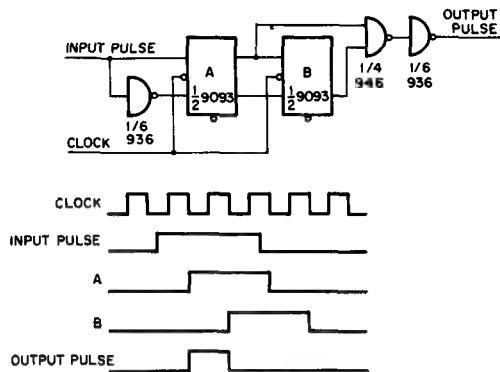 OUTPUT
PULSE
INPUT PULSE
A
B
1/2 9093
1/2 9093
1/4
946
1/6
936
1/6
936
CLOCK
CLOCK
INPUT PULSE
A
B
OUTPUT PULSE